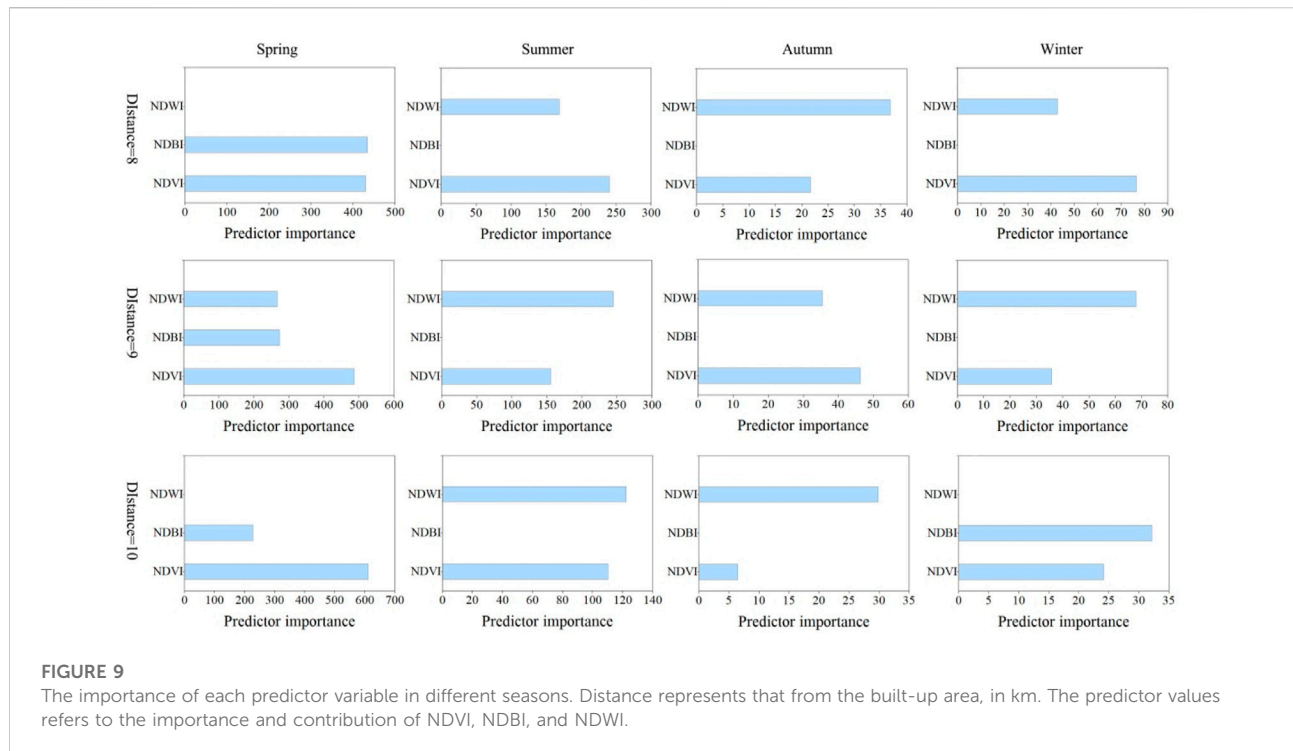 Spring Summer Autumn Winter
DIstance=8
NDWI
NDBI
NDVI
0 100 200 300 400 500
Predictor importance
NDWI
NDBI
NDVI
0 50 100 150 200 250 300
Predictor importance
NDWI
NDBI
NDVI
0 5 10 15 20 25 30 35 40
Predictor importance
NDWI
NDBI
NDVI
0 10 20 30 40 50 60 70 80 90
Predictor importance
DIstance=9
NDWI
NDBI
NDVI
0 100 200 300 400 500 600
Predictor importance
NDWI
NDBI
NDVI
0 50 100 150 200 250 300
Predictor importance
NDWI
NDBI
NDVI
0 10 20 30 40 50 60
Predictor importance
NDWI
NDBI
NDVI
0 10 20 30 40 50 60 70 80
Predictor importance
DIstance=10
NDWI
NDBI
NDVI
0 100 200 300 400 500 600 700
Predictor importance
NDWI
NDBI
NDVI
0 20 40 60 80 100 120 140
Predictor importance
NDWI
NDBI
NDVI
0 5 10 15 20 25 30 35
Predictor importance
NDWI
NDBI
NDVI
0 5 10 15 20 25 30 35
Predictor importance
FIGURE 9
The importance of each predictor variable in different seasons. Distance represents that from the built-up area, in km. The predictor values
refers to the importance and contribution of NDVI, NDBI, and NDWI.